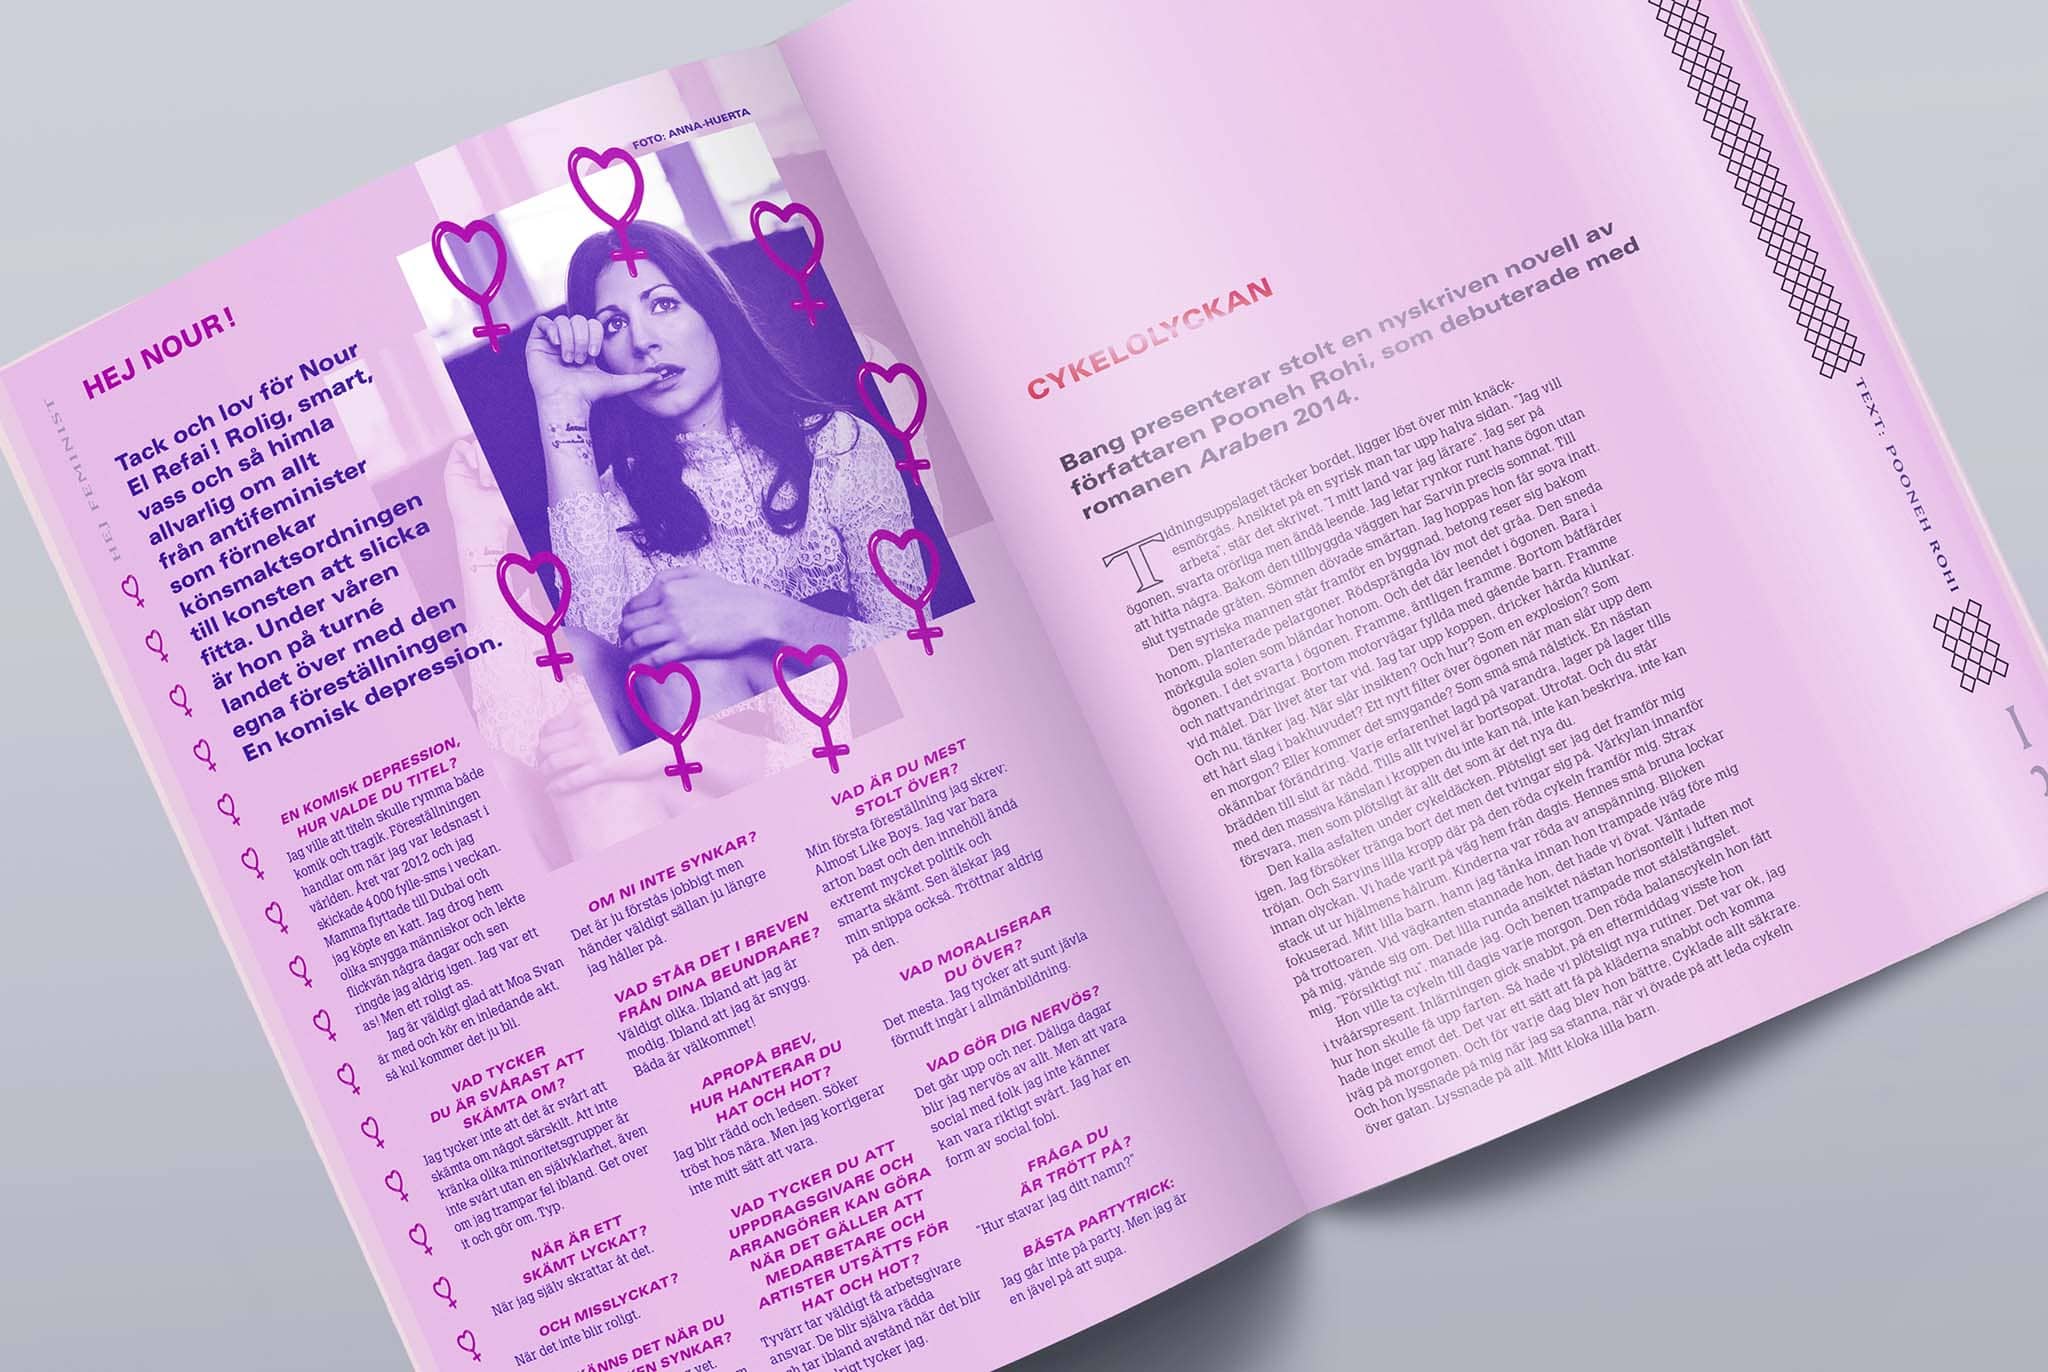 FOTO: ANNA-HUERTA
HEJ FEMINIST
HEJ NOUR!
Tack och lov för Nour
El Refai! Rolig, smart,
vass och så himla
allvarlig om allt
från antifeminister
som förnekar
könsmaktsordningen
till konsten att slicka
fitta. Under våren
är hon på turné
landet över med den
egna föreställningen
En komisk depression.
EN KOMISK DEPRESSION,
HUR VALDE DU TITEL?
Jag ville att titeln skulle rymma både
komik och tragik. Föreställningen
handlar om när jag var ledsnast i
världen. Året var 2012 och jag
skickade 4000 fylle-sms i veckan.
Mamma flyttade till Dubai och
jag köpte en katt. Jag drog hem
olika snygga människor och lekte
flickvän några dagar och sen
ringde jag aldrig igen. Jag var ett
as! Men ett roligt as.
Jag är väldigt glad att Moa Svan
är med och kör en inledande akt,
så kul kommer det ju bli.
VAD TYCKER
DU ÄR SVÅRAST ATT
SKÄMTA OM?
Jag tycker inte att det är svårt att
skämta om något särskilt. Att inte
kränka olika minoritetsgrupper är
inte svårt utan en självklarhet, även
om jag trampar fel ibland. Get over
it och gör om. Typ.
NÄR ÄR ETT
SKÄMT LYCKAT?
När jag själv skrattar åt det.
OCH MISSLYCKAT?
När det inte blir roligt.
KÄNNS DET NÄR DU
SYNKAR?
vet.
OM NI INTE SYNKAR?
Det är ju förstås jobbigt men
händer väldigt sällan ju längre
jag håller på.
VAD STÅR DET I BREVEN
FRÅN DINA BEUNDRARE?
Väldigt olika. Ibland att jag är
modig. Ibland att jag är snygg.
Båda är välkommet!
APROPÅ BREV,
HUR HANTERAR DU
HAT OCH HOT?
Jag blir rädd och ledsen. Söker
tröst hos nära. Men jag korrigerar
inte mitt sätt att vara.
VAD TYCKER DU ATT
UPPDRAGSGIVARE OCH
ARRANGÖRER KAN GÖRA
NÄR DET GÄLLER ATT
MEDARBETARE OCH
ARTISTER UTSÄTTS FÖR
HAT OCH HOT?
Tyvärr tar väldigt få arbetsgivare
ansvar. De blir själva rädda
och tar ibland avstånd när det blir
tycker jag.
VAD ÄR DU MEST
STOLT ÖVER?
Min första föreställning jag skrev:
Almost Like Boys. Jag var bara
arton bast och den innehöll ändå
extremt mycket politik och
smarta skämt. Sen älskar jag
min snippa också. Tröttnar aldrig
på den.
VAD MORALISERAR
DU ÖVER?
Det mesta. Jag tycker att sunt jävla
förnuft ingår i allmänbildning.
VAD GÖR DIG NERVÖS?
Det går upp och ner. Dåliga dagar
blir jag nervös av allt. Men att vara
social med folk jag inte känner
kan vara riktigt svårt. Jag har en
form av social fobi.
FRÅGA DU
ÄR TRÖTT PÅ?
"Hur stavar jag ditt namn?"
BÄSTA PARTYTRICK:
Jag går inte på party. Men jag är
en jävel på att supa.
CYKELOLYCKAN
Bang presenterar stolt en nyskriven novell av
författaren Pooneh Rohi, som debuterade med
romanen Araben 2014.
Tidningsuppslaget täcker bordet, ligger löst över min knäck-
esmörgås. Ansiktet på en syrisk man tar upp halva sidan. "Jag vill
arbeta", står det skrivet. "I mitt land var jag lärare". Jag ser på
svarta orörliga men ändå leende. Jag letar rynkor runt hans ögon utan
ögonen,
att hitta några. Bakom den tillbyggda väggen har Sarvin precis somnat. Till
slut tystnade gråten. Sömnen dövade smärtan. Jag hoppas hon får sova inatt.
Den syriska mannen står framför en byggnad, betong reser sig bakom
honom, planterade pelargoner. Rödsprängda löv mot det gråa. Den sneda
mörkgula solen som bländar honom. Och det där leendet i ögonen. Bara i
ögonen. I det svarta i ögonen. Framme, äntligen framme. Bortom båtfärder
och nattvandringar. Bortom motorvägar fyllda med gående barn. Framme
vid målet. Där livet åter tar vid. Jag tar upp koppen, dricker hårda klunkar.
Och nu, tänker jag. När slår insikten? Och hur? Som en explosion? Som
ett hårt slag i bakhuvudet? Ett nytt filter över ögonen när man slår upp dem
en morgon? Eller kommer det smygande? Som små små nålstick. En nästan
okännbar förändring. Varje erfarenhet lagd på varandra, lager på lager tills
brädden till slut är nådd. Tills allt tvivel är bortsopat. Utrotat. Och du står
med den massiva känslan i kroppen du inte kan nå, inte kan beskriva, inte kan
försvara, men som plötsligt är allt det som är det nya du.
Den kalla asfalten under cykeldäcken. Plötsligt ser jag det framför mig
igen. Jag försöker tränga bort det men det tvingar sig på. Vårkylan innanför
tröjan. Och Sarvins lilla kropp där på den röda cykeln framför mig. Strax
innan olyckan. Vi hade varit på väg hem från dagis. Hennes små bruna lockar
stack ut ur hjälmens hålrum. Kinderna var röda av anspänning. Blicken
fokuserad. Mitt lilla barn, hann jag tänka innan hon trampade iväg före mig
på trottoaren. Vid vägkanten stannade hon, det hade vi övat. Väntade
på mig, vände sig om. Det lilla runda ansiktet nästan horisontell i luften mot
mig. "Försiktigt nu", manade jag. Och benen trampade mot stålstängslet.
Hon ville ta cykeln till dagis varje morgon. Den röda balanscykeln hon fått
i tvåårspresent. Inlärningen gick snabbt, på en eftermiddag visste hon
hur hon skulle få upp farten. Så hade vi plötsligt nya rutiner. Det var ok, jag
hade inget emot det. Det var ett sätt att få på kläderna snabbt och komma
iväg på morgonen. Och för varje dag blev hon bättre. Cyklade allt säkrare.
Och hon lyssnade på mig när jag sa stanna, när vi övade på att leda cykeln
över gatan. Lyssnade på allt. Mitt kloka lilla barn.
TEXT: POONEH ROHI